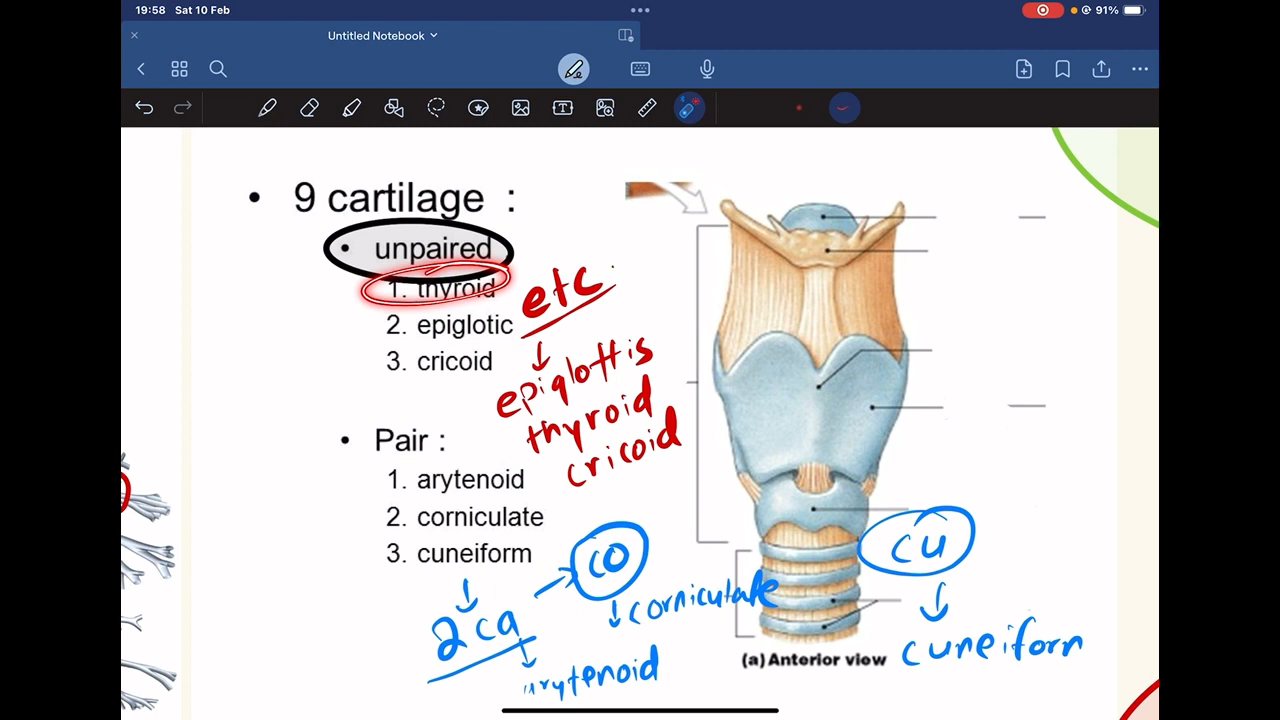 19:58 Sat 10 Feb
91%
Untitled Notebook
• 9 cartilage :
• unpaired
1. thyroid
2. epiglotic
3. cricoid
etc
epiglottis
thyroid
cricoid
• Pair :
1. arytenoid
2. corniculate
3. cuneiform
2ca
co
cu
corniculate
arytenoid
cuneiform
(a) Anterior view